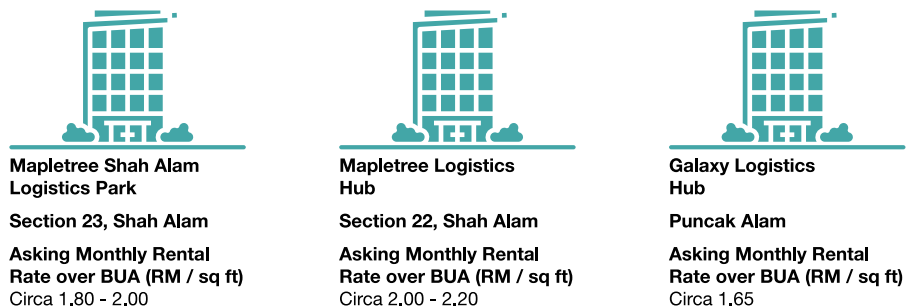 Mapletree Shah Alam
Logistics Park
Section 23, Shah Alam
Asking Monthly Rental
Rate over BUA (RM / sq ft)
Circa 1.80 - 2.00
Mapletree Logistics
Hub
Section 22, Shah Alam
Asking Monthly Rental
Rate over BUA (RM / sq ft)
Circa 2.00 - 2.20
Galaxy Logistics
Hub
Puncak Alam
Asking Monthly Rental
Rate over BUA (RM / sq ft)
Circa 1.65